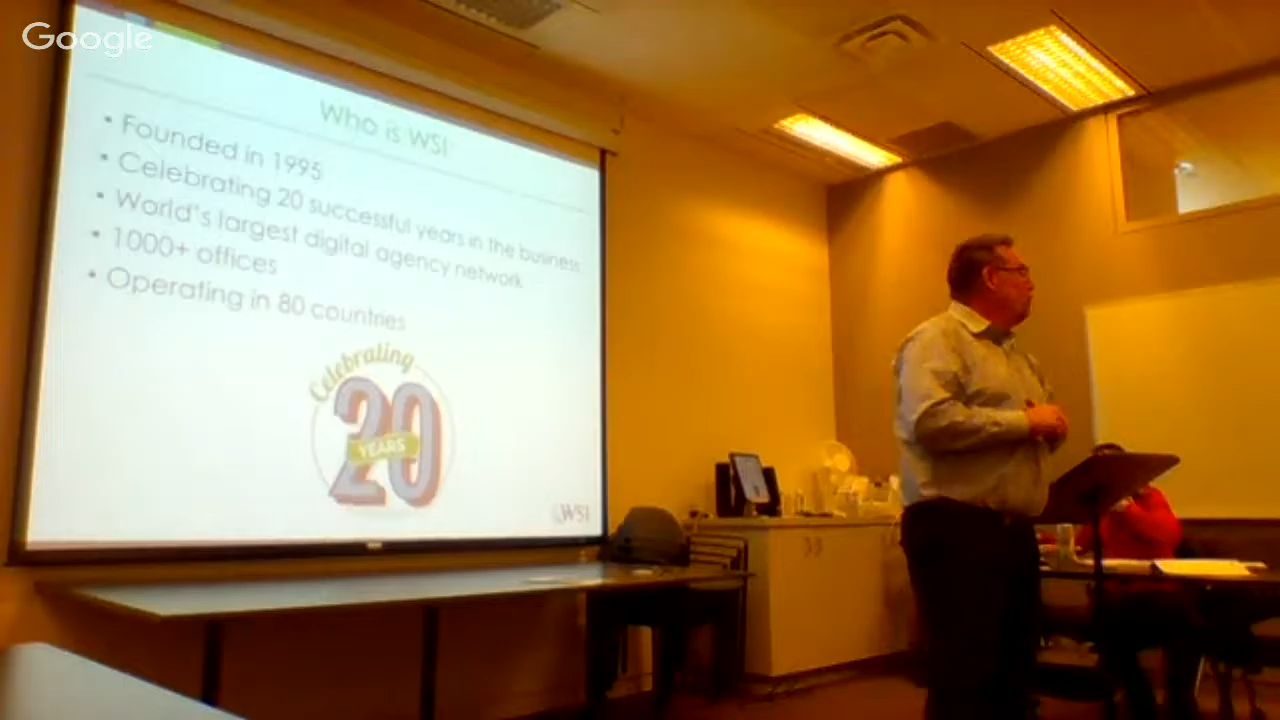 Google
Who is WSI
• Founded in 1995
• Celebrating 20 successful years in the business
• World's largest digital agency network
• 1000+ offices
• Operating in 80 countries
Celebrating
20
YEARS
WSI